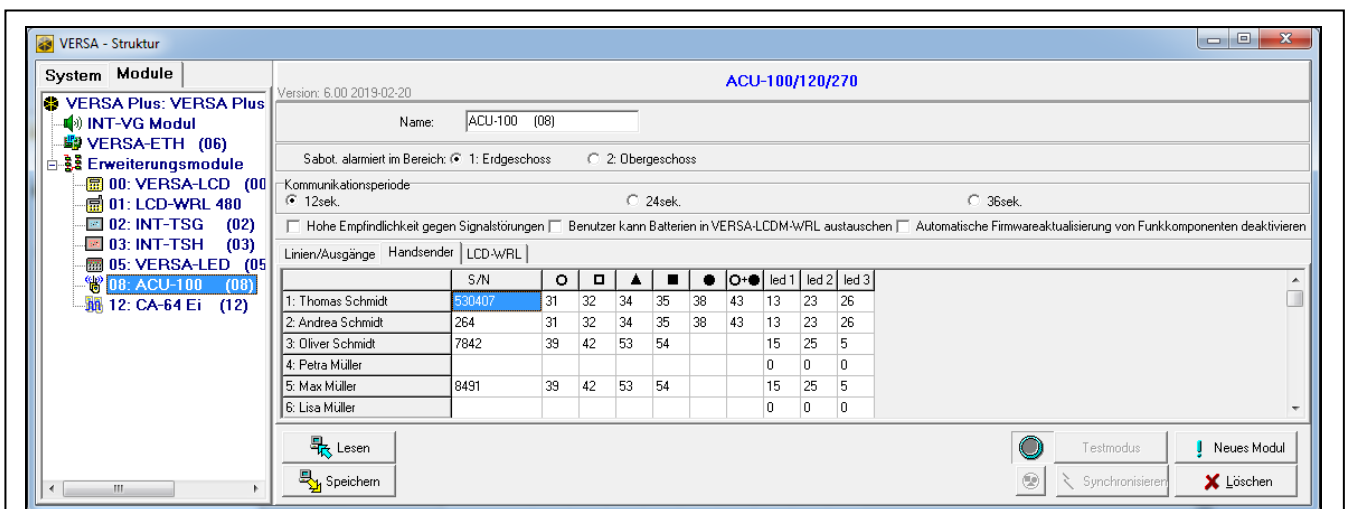 VERSA - Struktur
System Module
VERSA Plus: VERSA Plus
INT-VG Modul
VERSA-ETH (06)
Erweiterungsmodule
00: VERSA-LCD (00
01: LCD-WRL 480
02: INT-TSG (02)
03: INT-TSH (03)
05: VERSA-LED (05
08: ACU-100 (08)
12: CA-64 Ei (12)
ACU-100/120/270
Version: 6.00 2019-02-20
Name: ACU-100 (08)
Sabot. alarmiert im Bereich: 1: Erdgeschoss 2: Obergeschoss
Kommunikationsperiode
12sek. 24sek. 36sek.
Hohe Empfindlichkeit gegen Signalstörungen Benutzer kann Batterien in VERSA-LCDM-WRL austauschen Automatische Firmwareaktualisierung von Funkkomponenten deaktivieren
Linien/Ausgänge Handsender LCD-WRL
S/N O □ ▲ ■ ● O+● led 1 led 2 led 3
1: Thomas Schmidt 530407 31 32 34 35 38 43 13 23 26
2: Andrea Schmidt 264 31 32 34 35 38 43 13 23 26
3: Oliver Schmidt 7842 39 42 53 54 15 25 5
4: Petra Müller 0 0 0
5: Max Müller 8491 39 42 53 54 15 25 5
6: Lisa Müller 0 0 0
Lesen Testmodus Neues Modul
Speichern Synchronisieren Löschen